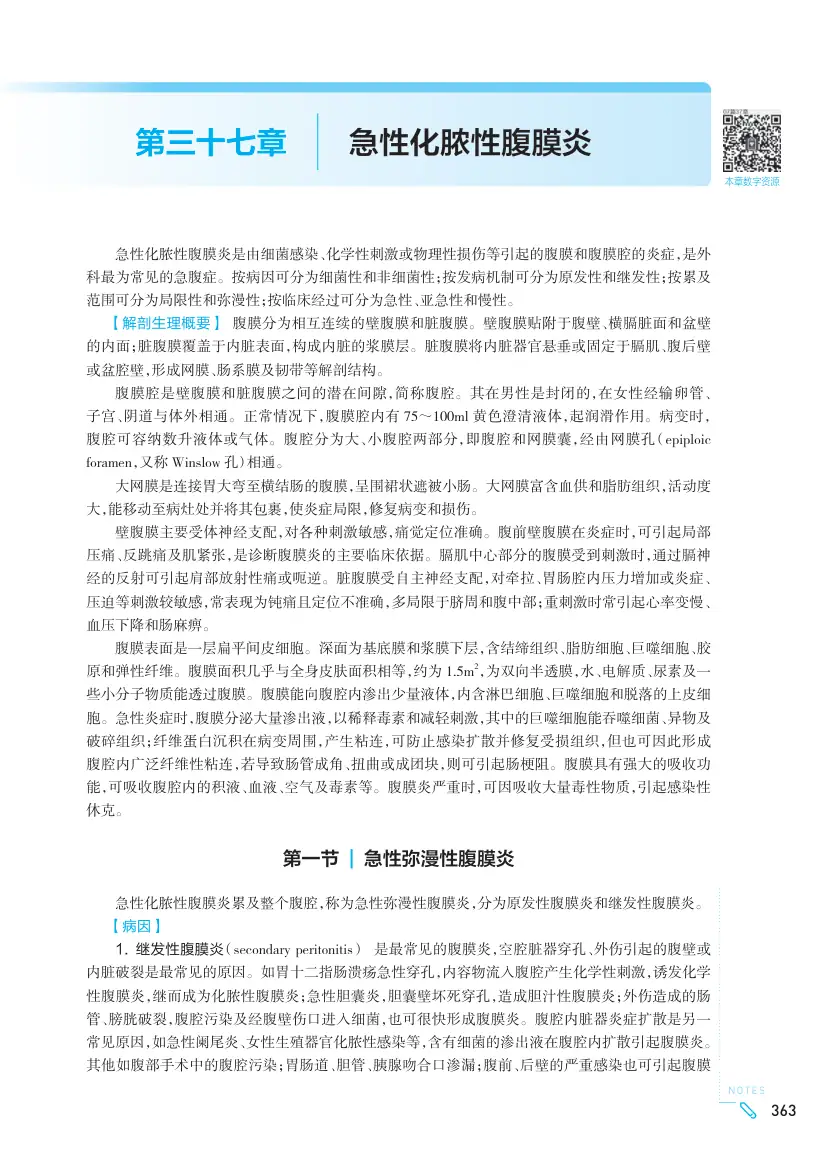 第三十七章
急性化脓性腹膜炎
本章数字资源
急性化脓性腹膜炎是由细菌感染、化学性刺激或物理性损伤等引起的腹膜和腹膜腔的炎症,是外
科最为常见的急腹症。按病因可分为细菌性和非细菌性;按发病机制可分为原发性和继发性;按累及
范围可分为局限性和弥漫性;按临床经过可分为急性、亚急性和慢性。
【解剖生理概要】 腹膜分为相互连续的壁腹膜和脏腹膜。壁腹膜贴附于腹壁、横膈脏面和盆壁
的内面;脏腹膜覆盖于内脏表面,构成内脏的浆膜层。脏腹膜将内脏器官悬垂或固定于膈肌、腹后壁
或盆腔壁,形成网膜、肠系膜及韧带等解剖结构。
腹膜腔是壁腹膜和脏腹膜之间的潜在间隙,简称腹腔。其在男性是封闭的,在女性经输卵管、
子宫、阴道与体外相通。正常情况下,腹膜腔内有 75～100ml 黄色澄清液体,起润滑作用。病变时,
腹腔可容纳数升液体或气体。腹腔分为大、小腹腔两部分,即腹腔和网膜囊,经由网膜孔(epiploic
foramen,又称 Winslow 孔)相通。
大网膜是连接胃大弯至横结肠的腹膜,呈围裙状遮被小肠。大网膜富含血供和脂肪组织,活动度
大,能移动至病灶处并将其包裹,使炎症局限,修复病变和损伤。
壁腹膜主要受体神经支配,对各种刺激敏感,痛觉定位准确。腹前壁腹膜在炎症时,可引起局部
压痛、反跳痛及肌紧张,是诊断腹膜炎的主要临床依据。膈肌中心部分的腹膜受到刺激时,通过膈神
经的反射可引起肩部放射性痛或呃逆。脏腹膜受自主神经支配,对牵拉、胃肠腔内压力增加或炎症、
压迫等刺激较敏感,常表现为钝痛且定位不准确,多局限于脐周和腹中部;重刺激时常引起心率变慢、
血压下降和肠麻痹。
腹膜表面是一层扁平间皮细胞。深面为基底膜和浆膜下层,含结缔组织、脂肪细胞、巨噬细胞、胶
原和弹性纤维。腹膜面积几乎与全身皮肤面积相等,约为 1.5m²,为双向半透膜,水、电解质、尿素及一
些小分子物质能透过腹膜。腹膜能向腹腔内渗出少量液体,内含淋巴细胞、巨噬细胞和脱落的上皮细
胞。急性炎症时,腹膜分泌大量渗出液,以稀释毒素和减轻刺激,其中的巨噬细胞能吞噬细菌、异物及
破碎组织;纤维蛋白沉积在病变周围,产生粘连,可防止感染扩散并修复受损组织,但也可因此形成
腹腔内广泛纤维性粘连,若导致肠管成角、扭曲或成团块,则可引起肠梗阻。腹膜具有强大的吸收功
能,可吸收腹腔内的积液、血液、空气及毒素等。腹膜炎严重时,可因吸收大量毒性物质,引起感染性
休克。
第一节 | 急性弥漫性腹膜炎
急性化脓性腹膜炎累及整个腹腔,称为急性弥漫性腹膜炎,分为原发性腹膜炎和继发性腹膜炎。
【病因】
1. 继发性腹膜炎(secondary peritonitis) 是最常见的腹膜炎,空腔脏器穿孔、外伤引起的腹壁或
内脏破裂是最常见的原因。如胃十二指肠溃疡急性穿孔,内容物流入腹腔产生化学性刺激,诱发化学
性腹膜炎,继而成为化脓性腹膜炎;急性胆囊炎,胆囊壁坏死穿孔,造成胆汁性腹膜炎;外伤造成的肠
管、膀胱破裂,腹腔污染及经腹壁伤口进入细菌,也可很快形成腹膜炎。腹腔内脏器炎症扩散是另一
常见原因,如急性阑尾炎、女性生殖器官化脓性感染等,含有细菌的渗出液在腹腔内扩散引起腹膜炎。
其他如腹部手术中的腹腔污染;胃肠道、胆管、胰腺吻合口渗漏;腹前、后壁的严重感染也可引起腹膜
NOTES
363